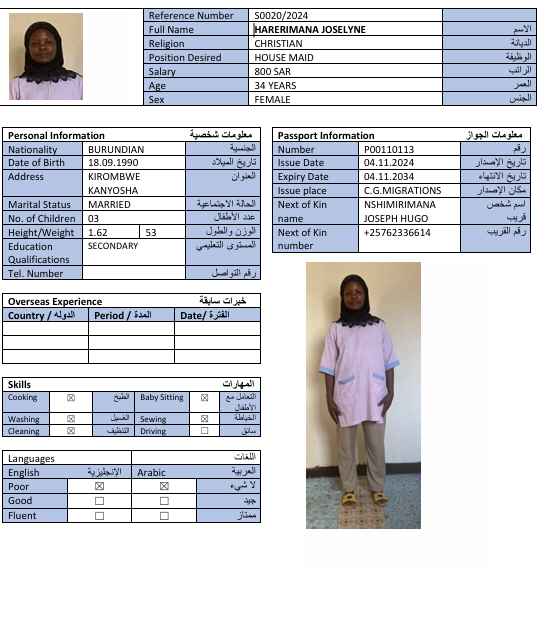 Reference Number S0020/2024
Full Name HARERIMANA JOSELYNE الاسم
Religion CHRISTIAN الديانة
Position Desired HOUSE MAID الوظيفة
Salary 800 SAR الراتب
Age 34 YEARS العمر
Sex FEMALE الجنس
Personal Information معلومات شخصية
Nationality BURUNDIAN الجنسية
Date of Birth 18.09.1990 تاريخ الميلاد
Address KIROMBWE العنوان
KANYOSHA
Marital Status MARRIED الحالة الاجتماعية
No. of Children 03 عدد الأطفال
Height/Weight 1.62 53 الوزن والطول
Education SECONDARY المستوى التعليمي
Qualifications
Tel. Number رقم التواصل
Passport Information معلومات الجواز
Number P00110113 رقم
Issue Date 04.11.2024 تاريخ الإصدار
Expiry Date 04.11.2034 تاريخ الانتهاء
Issue place C.G.MIGRATIONS مكان الإصدار
Next of Kin NSHIMIRIMANA اسم شخص
name JOSEPH HUGO قريب
Next of Kin +25762336614 رقم القريب
number
Overseas Experience خبرات سابقة
Country / الدولة Period / المدة Date/ الفترة
Skills المهارات
Cooking ☒ الطبخ Baby Sitting ☒ التعامل مع
الأطفال
Washing ☒ الغسيل Sewing ☒ الخياطة
Cleaning ☒ التنظيف Driving ☐ سائق
Languages اللغات
English الإنجليزية Arabic العربية
Poor ☒ ☒ لا شيء
Good ☐ ☐ جيد
Fluent ☐ ☐ ممتاز